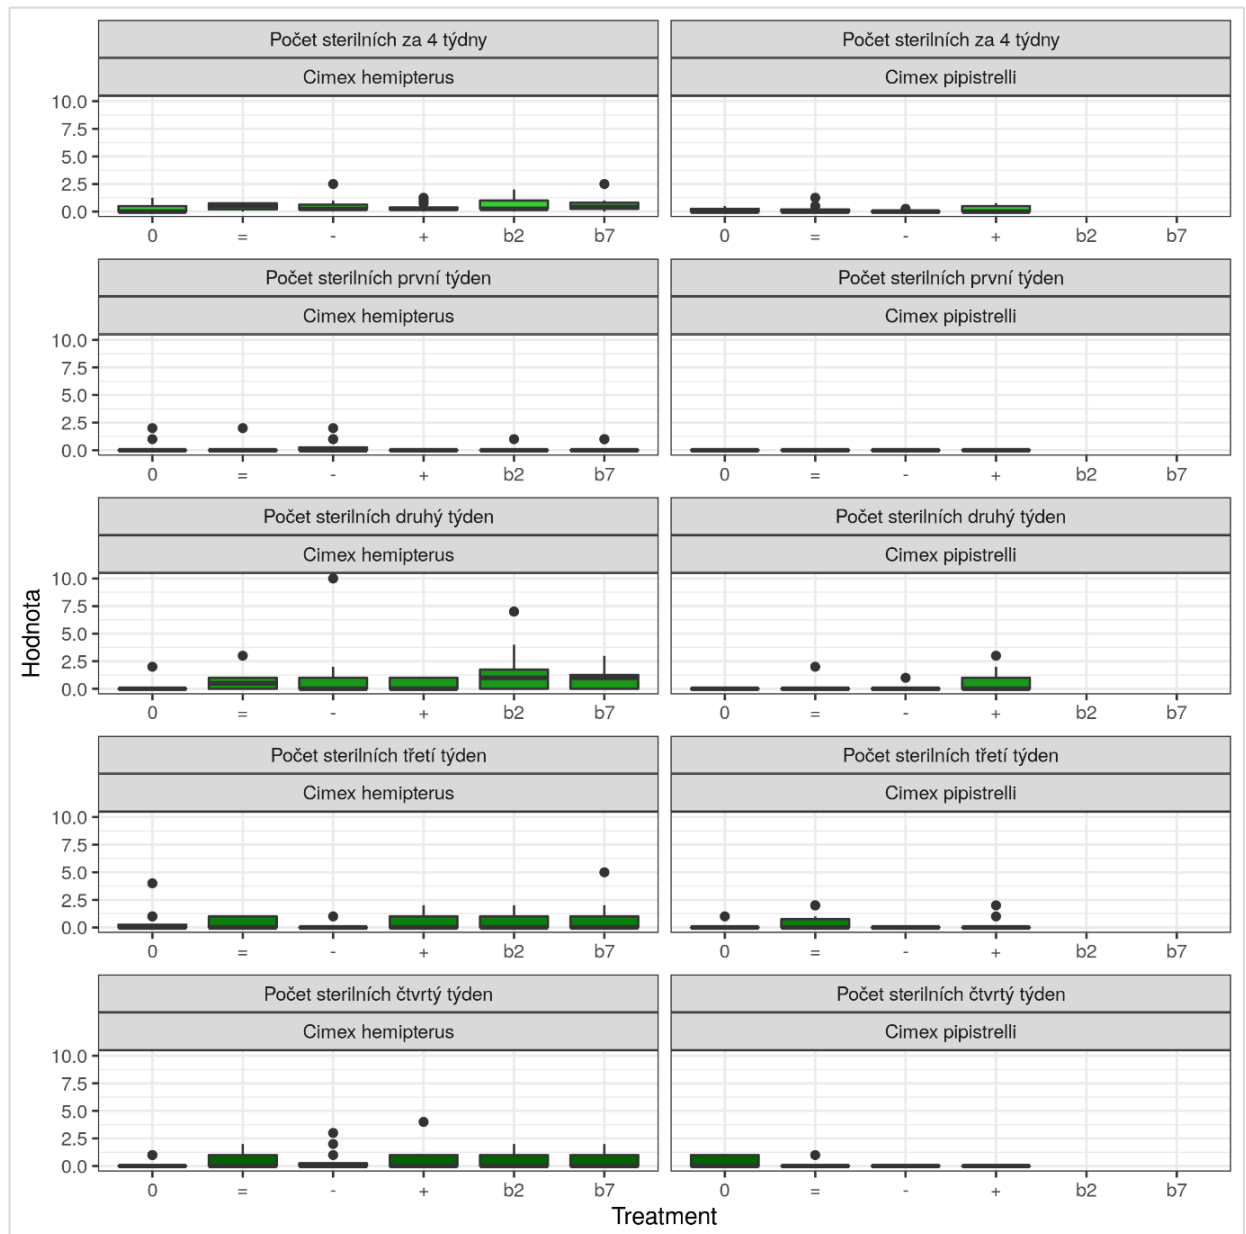 Počet sterilních za 4 týdny Počet sterilních za 4 týdny
Cimex hemipterus Cimex pipistrelli
10.0
7.5
5.0
2.5
0.0
0 = - + b2 b7 0 = - + b2 b7
Počet sterilních první týden Počet sterilních první týden
Cimex hemipterus Cimex pipistrelli
10.0
7.5
5.0
2.5
0.0
0 = - + b2 b7 0 = - + b2 b7
Počet sterilních druhý týden Počet sterilních druhý týden
Cimex hemipterus Cimex pipistrelli
10.0
7.5
5.0
2.5
0.0
0 = - + b2 b7 0 = - + b2 b7
Hodnota
Počet sterilních třetí týden Počet sterilních třetí týden
Cimex hemipterus Cimex pipistrelli
10.0
7.5
5.0
2.5
0.0
0 = - + b2 b7 0 = - + b2 b7
Počet sterilních čtvrtý týden Počet sterilních čtvrtý týden
Cimex hemipterus Cimex pipistrelli
10.0
7.5
5.0
2.5
0.0
0 = - + b2 b7 0 = - + b2 b7
Treatment